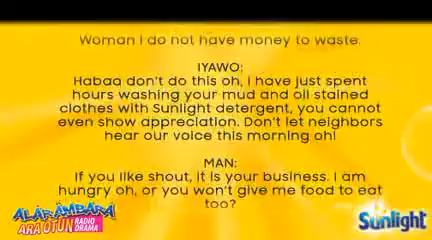 Woman I do not have money to waste.
IYAWO:
Habaa don't do this oh, i have just spent
hours washing your mud and oil stained
clothes with Sunlight detergent, you cannot
even show appreciation. Don't let neighbors
hear our voice this morning oh!
MAN:
If you like shout, it is your business. I am
hungry oh, or you won't give me food to eat
too?
ALÁRÀMBARÀ
ARA OTUN
RADIO
DRAMA
Sunlight